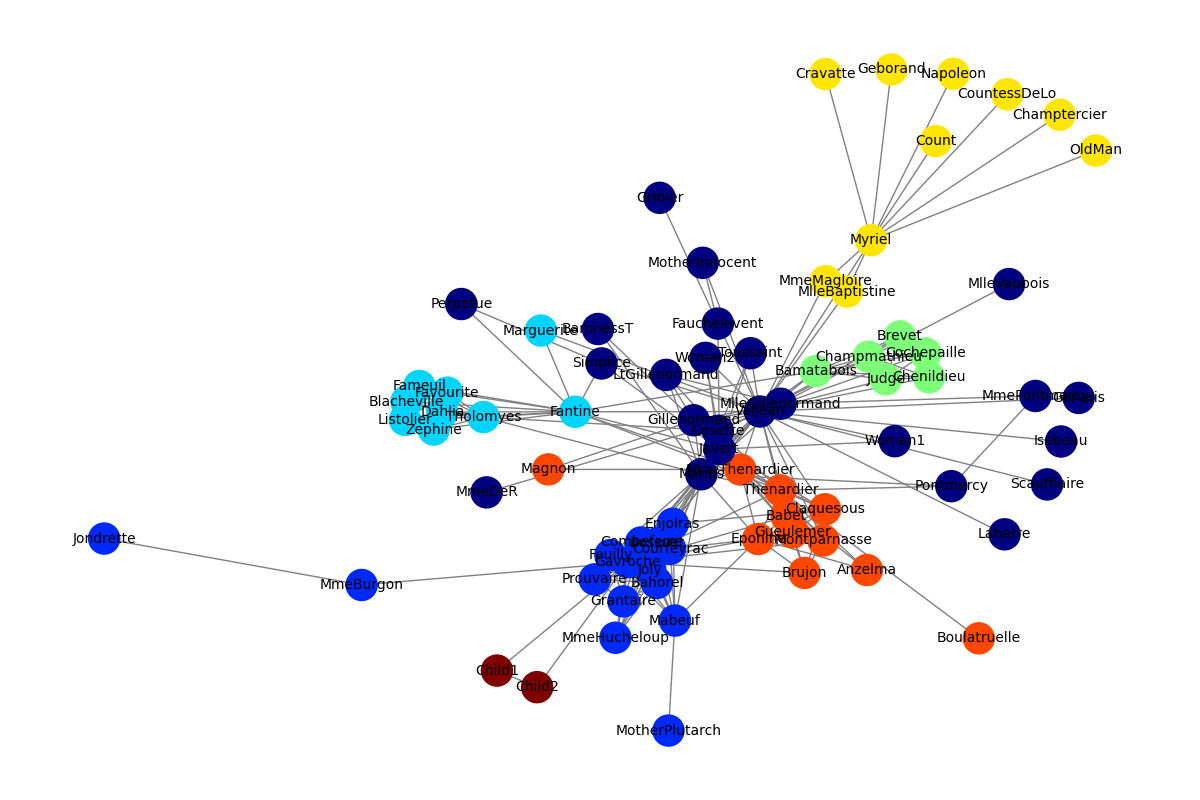 Cravatte
Geborand
Napoleon
CountessDeLo
Champtercier
Count
OldMan
Gribier
Myriel
MotherInnocent
MmeMagloire
MlleBaptistine
MlleVaubois
Perpetue
Marguerite
BaronessT
Fauchelevent
Brevet
Simplice
Woman2
Toussaint
Champmathieu
Cochepaille
LtGillenormand
Bamatabois
Judge
Chenildieu
Fameuil
Favourite
Blacheville
Dahlia
Listolier
Zephine
Tholomyes
Fantine
Gillenormand
MlleGillenormand
Valjean
MmePontmercy
Gervais
Cosette
Javert
Woman1
Isabeau
Magnon
Marius
MmeThenardier
MmeDeR
Thenardier
Pontmercy
Scaufflaire
Claquesous
Babet
Enjolras
Gueulemer
Labarre
Jondrette
Combeferre
Bossuet
Courfeyrac
Eponine
Montparnasse
Feuilly
Gavroche
Joly
MmeBurgon
Prouvaire
Bahorel
Brujon
Anzelma
Grantaire
Mabeuf
MmeHucheloup
Boulatruelle
Child1
Child2
MotherPlutarch